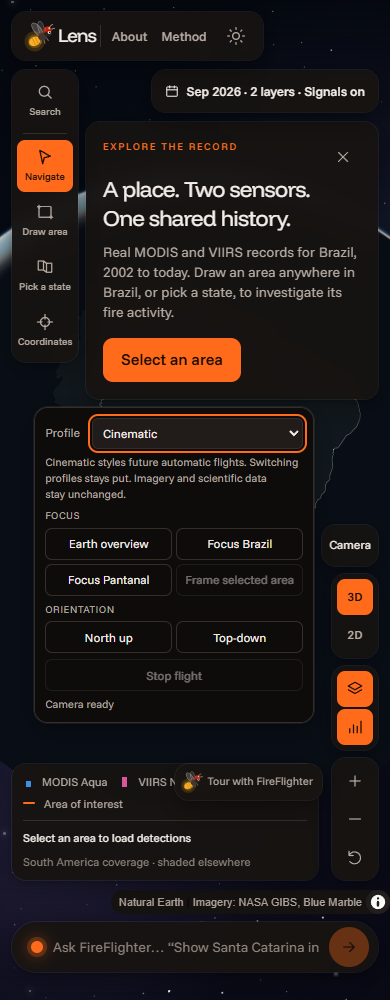 Lens
About
Method
Search
Sep 2026 · 2 layers · Signals on
Navigate
Draw area
Pick a state
Coordinates
EXPLORE THE RECORD
A place. Two sensors.
One shared history.
Real MODIS and VIIRS records for Brazil,
2002 to today. Draw an area anywhere in
Brazil, or pick a state, to investigate its
fire activity.
Select an area
Profile
Cinematic
Cinematic styles future automatic flights. Switching
profiles stays put. Imagery and scientific data
stay unchanged.
FOCUS
Earth overview
Focus Brazil
Focus Pantanal
Frame selected area
ORIENTATION
North up
Top-down
Stop flight
Camera ready
Camera
3D
2D
MODIS Aqua
VIIRS N
Tour with FireFlighter
Area of interest
Select an area to load detections
South America coverage · shaded elsewhere
Natural Earth
Imagery: NASA GIBS, Blue Marble
Ask FireFlighter... “Show Santa Catarina in